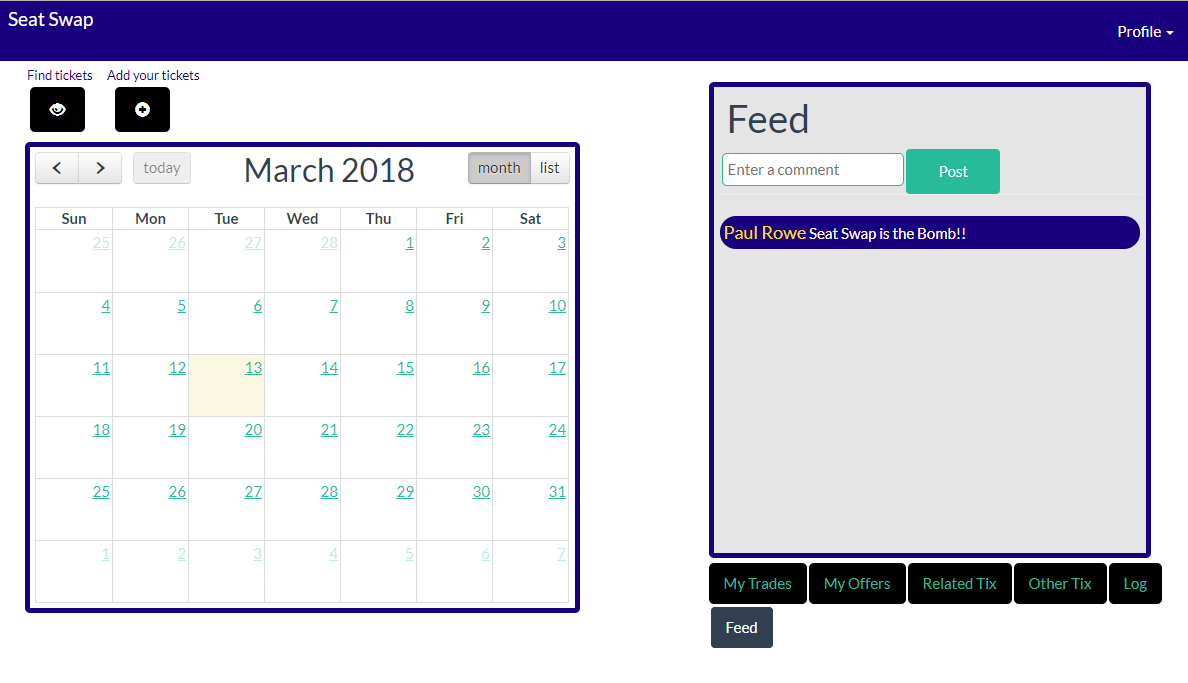 Seat Swap
Profile
Find tickets Add your tickets
today March 2018 month list
Sun Mon Tue Wed Thu Fri Sat
25 26 27 28 1 2 3
4 5 6 7 8 9 10
11 12 13 14 15 16 17
18 19 20 21 22 23 24
25 26 27 28 29 30 31
1 2 3 4 5 6 7
Feed
Enter a comment Post
Paul Rowe Seat Swap is the Bomb!!
My Trades My Offers Related Tix Other Tix Log
Feed